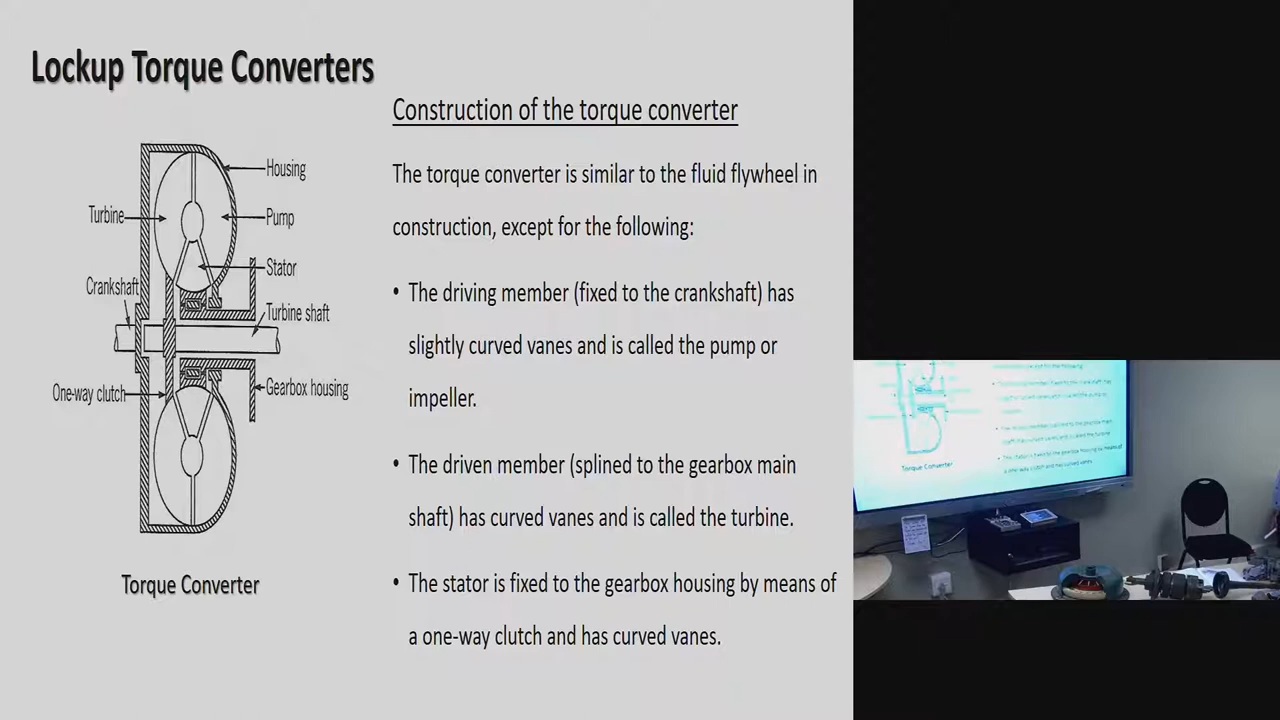 Lockup Torque Converters
Construction of the torque converter
The torque converter is similar to the fluid flywheel in
construction, except for the following:
• The driving member (fixed to the crankshaft) has
slightly curved vanes and is called the pump or
impeller.
• The driven member (splined to the gearbox main
shaft) has curved vanes and is called the turbine.
• The stator is fixed to the gearbox housing by means of
a one-way clutch and has curved vanes.
Housing
Turbine
Pump
Stator
Crankshaft
Turbine shaft
One-way clutch
Gearbox housing
Torque Converter
Torque Converter